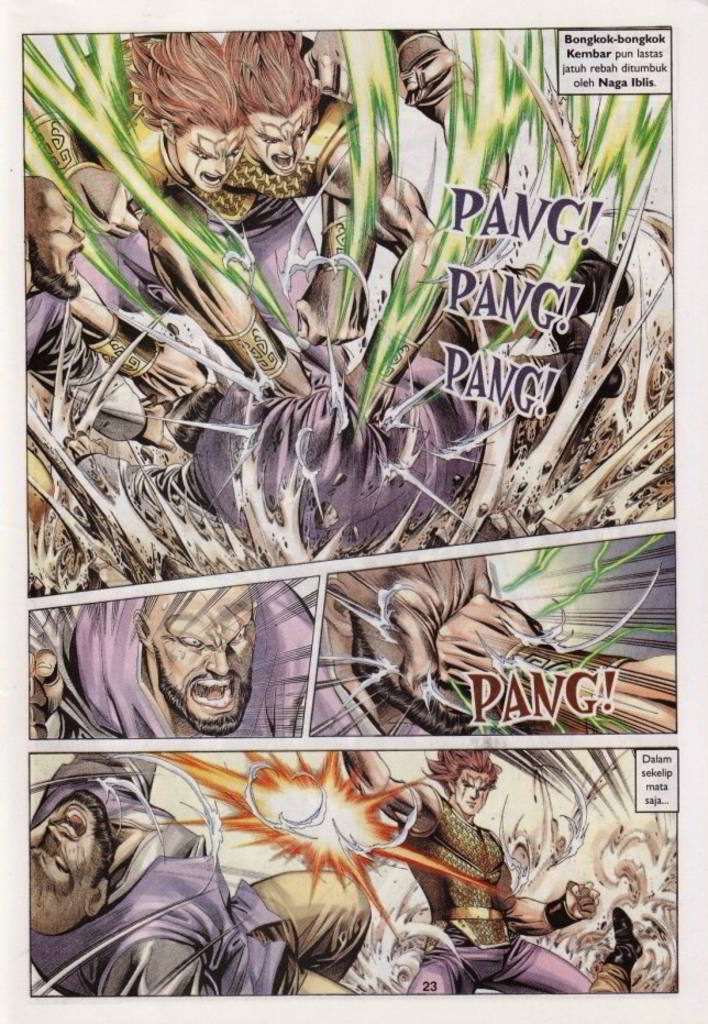 Bongkok-bongkok
Kembar pun lastas
jatuh rebah ditumbuk
oleh Naga Iblis.
PANG!
PANG!
PANG!
PANG!
Dalam
sekelip
mata
saja...
23